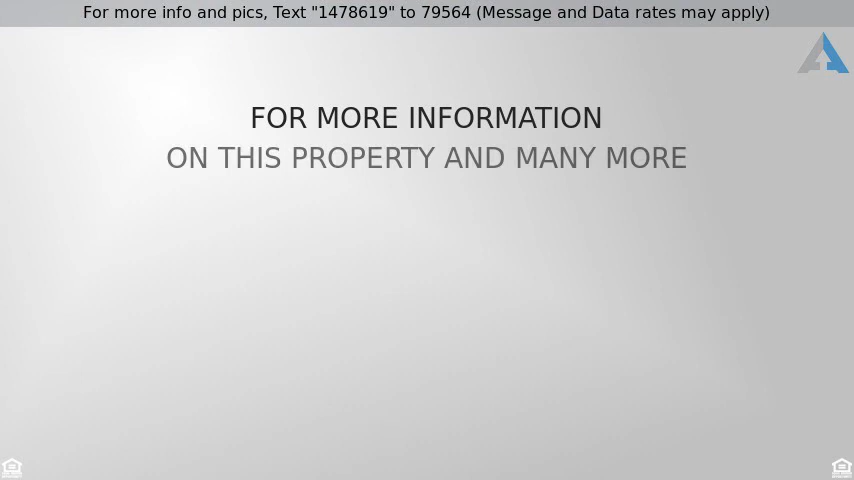 For more info and pics, Text "1478619" to 79564 (Message and Data rates may apply)
FOR MORE INFORMATION
ON THIS PROPERTY AND MANY MORE